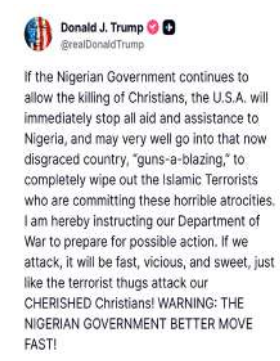 Donald J. Trump
@realDonaldTrump
If the Nigerian Government continues to
allow the killing of Christians, the U.S.A. will
immediately stop all aid and assistance to
Nigeria, and may very well go into that now
disgraced country, "guns-a-blazing," to
completely wipe out the Islamic Terrorists
who are committing these horrible atrocities.
I am hereby instructing our Department of
War to prepare for possible action. If we
attack, it will be fast, vicious, and sweet, just
like the terrorist thugs attack our
CHERISHED Christians! WARNING: THE
NIGERIAN GOVERNMENT BETTER MOVE
FAST!